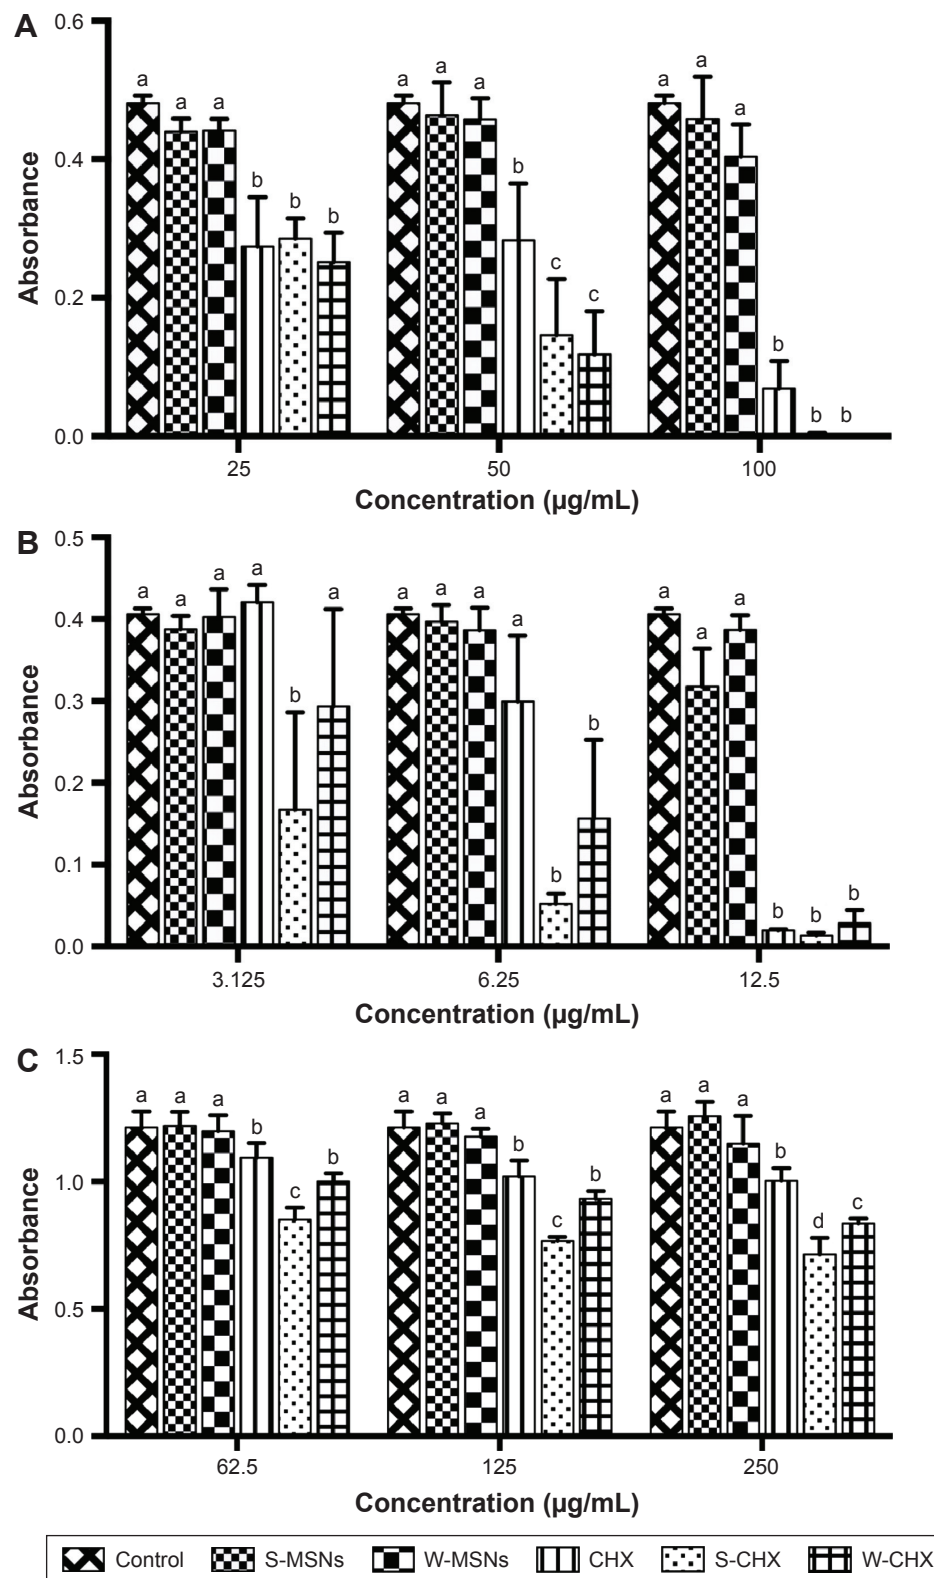 A
0.6
0.4
0.2
0.0
Absorbance
a a a b b b
a a a b c c
a a a b b b
25 50 100
Concentration (µg/mL)
B
0.5
0.4
0.3
0.2
0.1
0.0
Absorbance
a a a a b a
a a a a b b
a a a b b b
3.125 6.25 12.5
Concentration (µg/mL)
C
1.5
1.0
0.5
0.0
Absorbance
a a a b c b
a a a b c b
a a a b d c
62.5 125 250
Concentration (µg/mL)
Control S-MSNs W-MSNs CHX S-CHX W-CHX